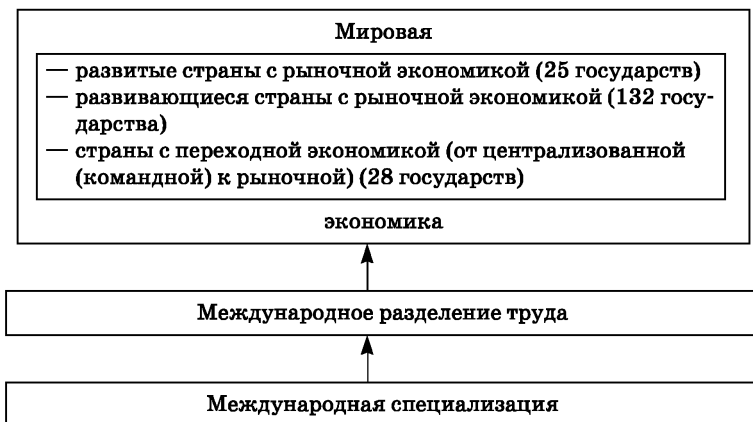 Мировая
— развитые страны с рыночной экономикой (25 государств)
— развивающиеся страны с рыночной экономикой (132 госу-
дарства)
— страны с переходной экономикой (от централизованной
(командной) к рыночной) (28 государств)
экономика
Международное разделение труда
Международная специализация